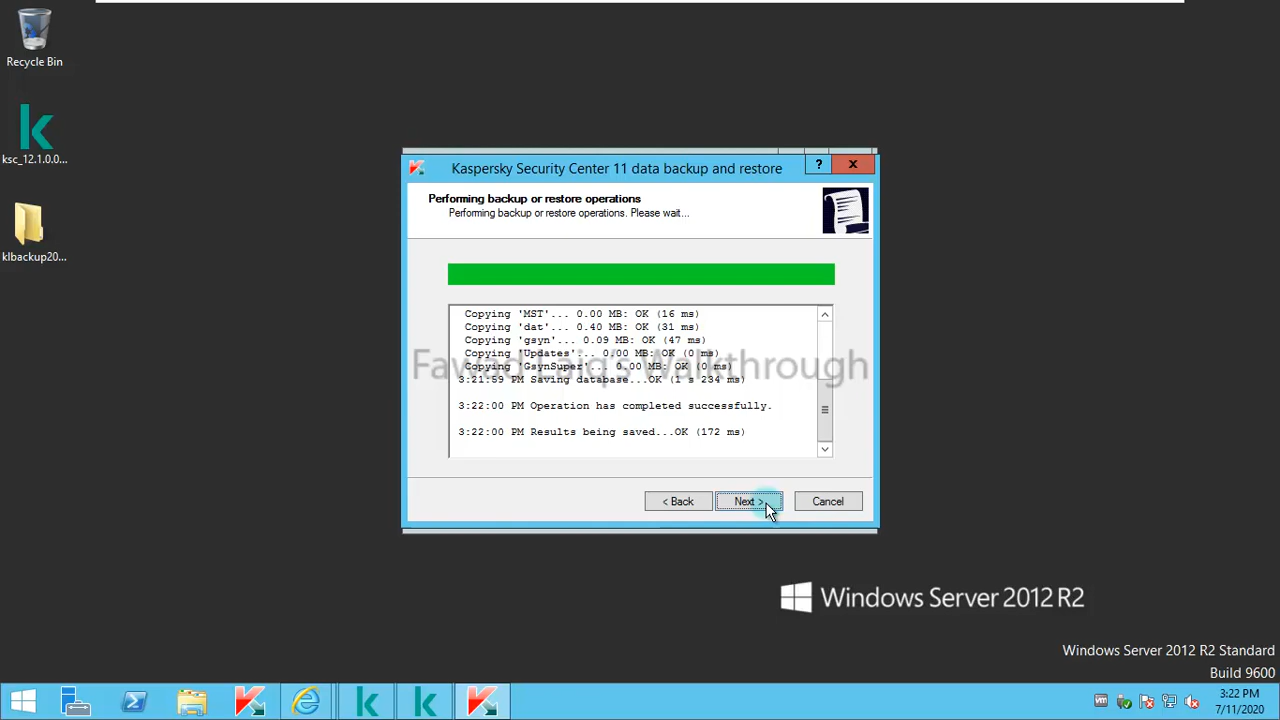 Recycle Bin
ksc_12.1.0.0...
klbackup20...
Kaspersky Security Center 11 data backup and restore
?
X
Performing backup or restore operations
Performing backup or restore operations. Please wait...
Copying 'MST'... 0.00 MB: OK (16 ms)
Copying 'dat'... 0.40 MB: OK (31 ms)
Copying 'gsyn'... 0.09 MB: OK (47 ms)
Copying 'Updates'... 0.00 MB: OK (0 ms)
Copying 'GsynSuper'... 0.00 MB: OK (0 ms)
Fawad Laiq's Walkthrough
3:21:59 PM Saving database...OK (1 s 234 ms)
3:22:00 PM Operation has completed successfully.
3:22:00 PM Results being saved...OK (172 ms)
< Back
Next >
Cancel
Windows Server 2012 R2
Windows Server 2012 R2 Standard
Build 9600
3:22 PM
7/11/2020